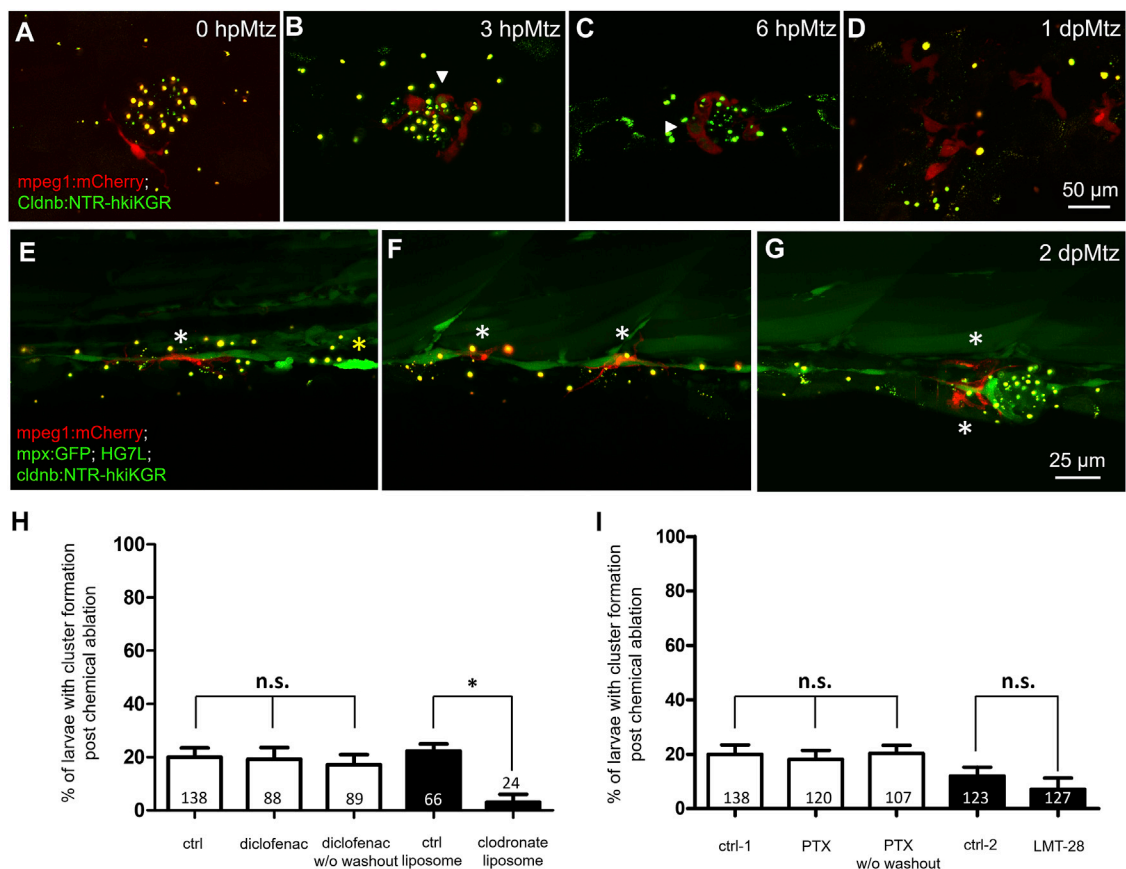 A
0 hpMtz
B
3 hpMtz
C
6 hpMtz
D
1 dpMtz
mpeg1:mCherry;
Cldnb:NTR-hkiKGR
50 µm
E
*
*
F
*
*
G
2 dpMtz
*
*
mpeg1:mCherry;
mpx:GFP; HG7L;
cldnb:NTR-hkiKGR
25 µm
H
% of larvae with cluster formation
post chemical ablation
100
80
60
40
20
0
n.s.
*
138
88
89
66
24
ctrl
diclofenac
diclofenac
w/o washout
ctrl
liposome
clodronate
liposome
I
% of larvae with cluster formation
post chemical ablation
100
80
60
40
20
0
n.s.
n.s.
138
120
107
123
127
ctrl-1
PTX
PTX
w/o washout
ctrl-2
LMT-28